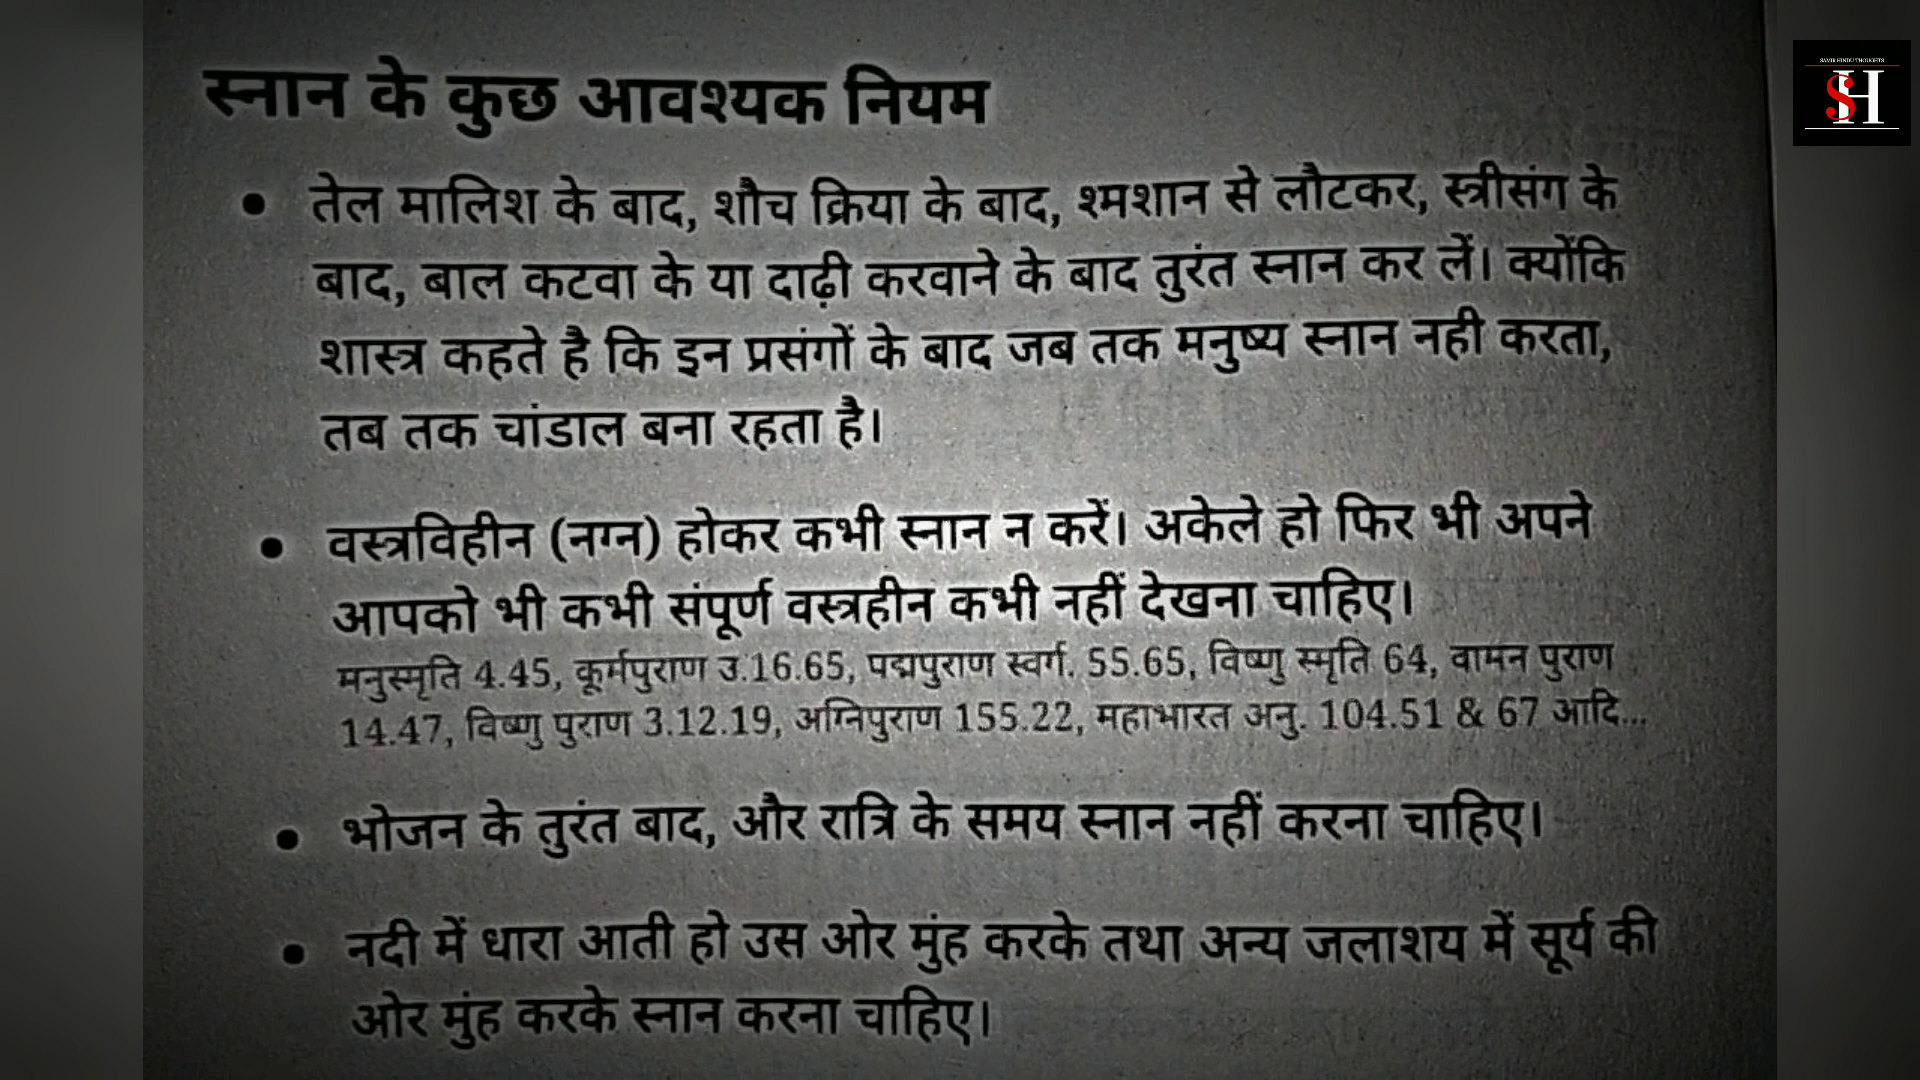 स्नान के कुछ आवश्यक नियम
SAMIR HINDU THOUGHTS
SH
• तेल मालिश के बाद, शौच क्रिया के बाद, श्मशान से लौटकर, स्त्रीसंग के
बाद, बाल कटवा के या दाढ़ी करवाने के बाद तुरंत स्नान कर लें। क्योंकि
शास्त्र कहते है कि इन प्रसंगों के बाद जब तक मनुष्य स्नान नही करता,
तब तक चांडाल बना रहता है।
• वस्त्रविहीन (नग्न) होकर कभी स्नान न करें। अकेले हो फिर भी अपने
आपको भी कभी संपूर्ण वस्त्रहीन कभी नहीं देखना चाहिए।
मनुस्मृति 4.45, कूर्मपुराण उ.16.65, पद्मपुराण स्वर्ग. 55.65, विष्णु स्मृति 64, वामन पुराण
14.47, विष्णु पुराण 3.12.19, अग्निपुराण 155.22, महाभारत अनु. 104.51 & 67 आदि...
• भोजन के तुरंत बाद, और रात्रि के समय स्नान नहीं करना चाहिए।
• नदी में धारा आती हो उस ओर मुंह करके तथा अन्य जलाशय में सूर्य की
ओर मुंह करके स्नान करना चाहिए।